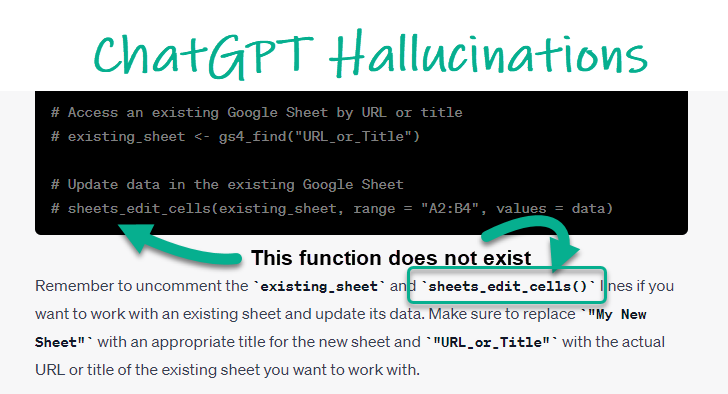 ChatGPT Hallucinations
# Access an existing Google Sheet by URL or title
# existing_sheet <- gs4_find("URL_or_Title")
# Update data in the existing Google Sheet
# sheets_edit_cells(existing_sheet, range = "A2:B4", values = data)
This function does not exist
Remember to uncomment the `existing_sheet` and `sheets_edit_cells()` lines if you
want to work with an existing sheet and update its data. Make sure to replace `"My New
Sheet"` with an appropriate title for the new sheet and `"URL_or_Title"` with the actual
URL or title of the existing sheet you want to work with.